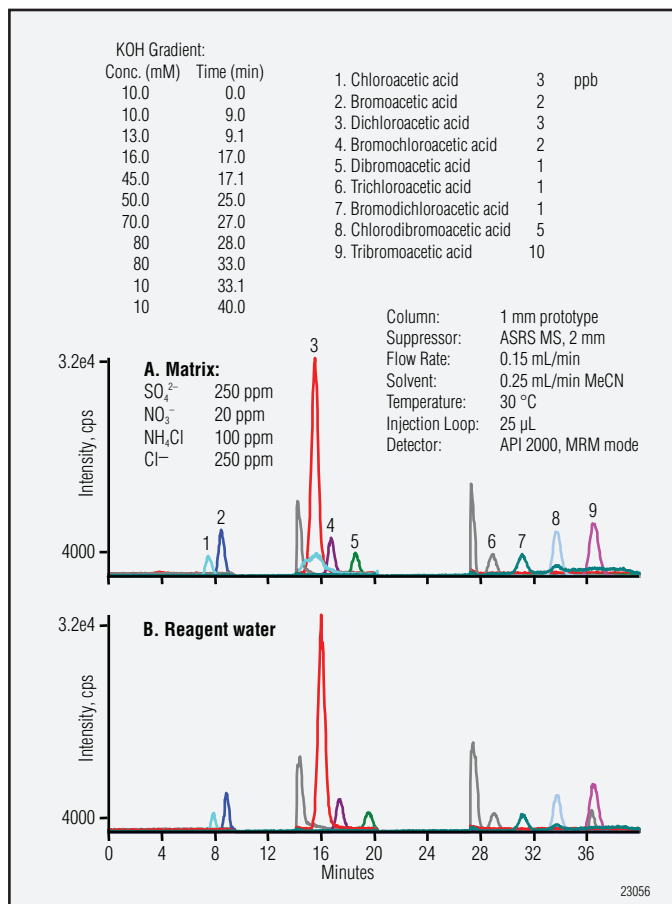 KOH Gradient:
Conc. (mM) Time (min)
10.0 0.0
10.0 9.0
13.0 9.1
16.0 17.0
45.0 17.1
50.0 25.0
70.0 27.0
80 28.0
80 33.0
10 33.1
10 40.0
1. Chloroacetic acid 3 ppb
2. Bromoacetic acid 2
3. Dichloroacetic acid 3
4. Bromochloroacetic acid 2
5. Dibromoacetic acid 1
6. Trichloroacetic acid 1
7. Bromodichloroacetic acid 1
8. Chlorodibromoacetic acid 5
9. Tribromoacetic acid 10
Column: 1 mm prototype
Suppressor: ASRS MS, 2 mm
Flow Rate: 0.15 mL/min
Solvent: 0.25 mL/min MeCN
Temperature: 30 °C
Injection Loop: 25 µL
Detector: API 2000, MRM mode
A. Matrix:
SO₄²⁻ 250 ppm
NO₃⁻ 20 ppm
NH₄Cl 100 ppm
Cl— 250 ppm
3.2e4
Intensity, cps
4000
1 2 3 4 5 6 7 8 9
B. Reagent water
3.2e4
Intensity, cps
4000
0 4 8 12 16 20 24 28 32 36
Minutes
23056